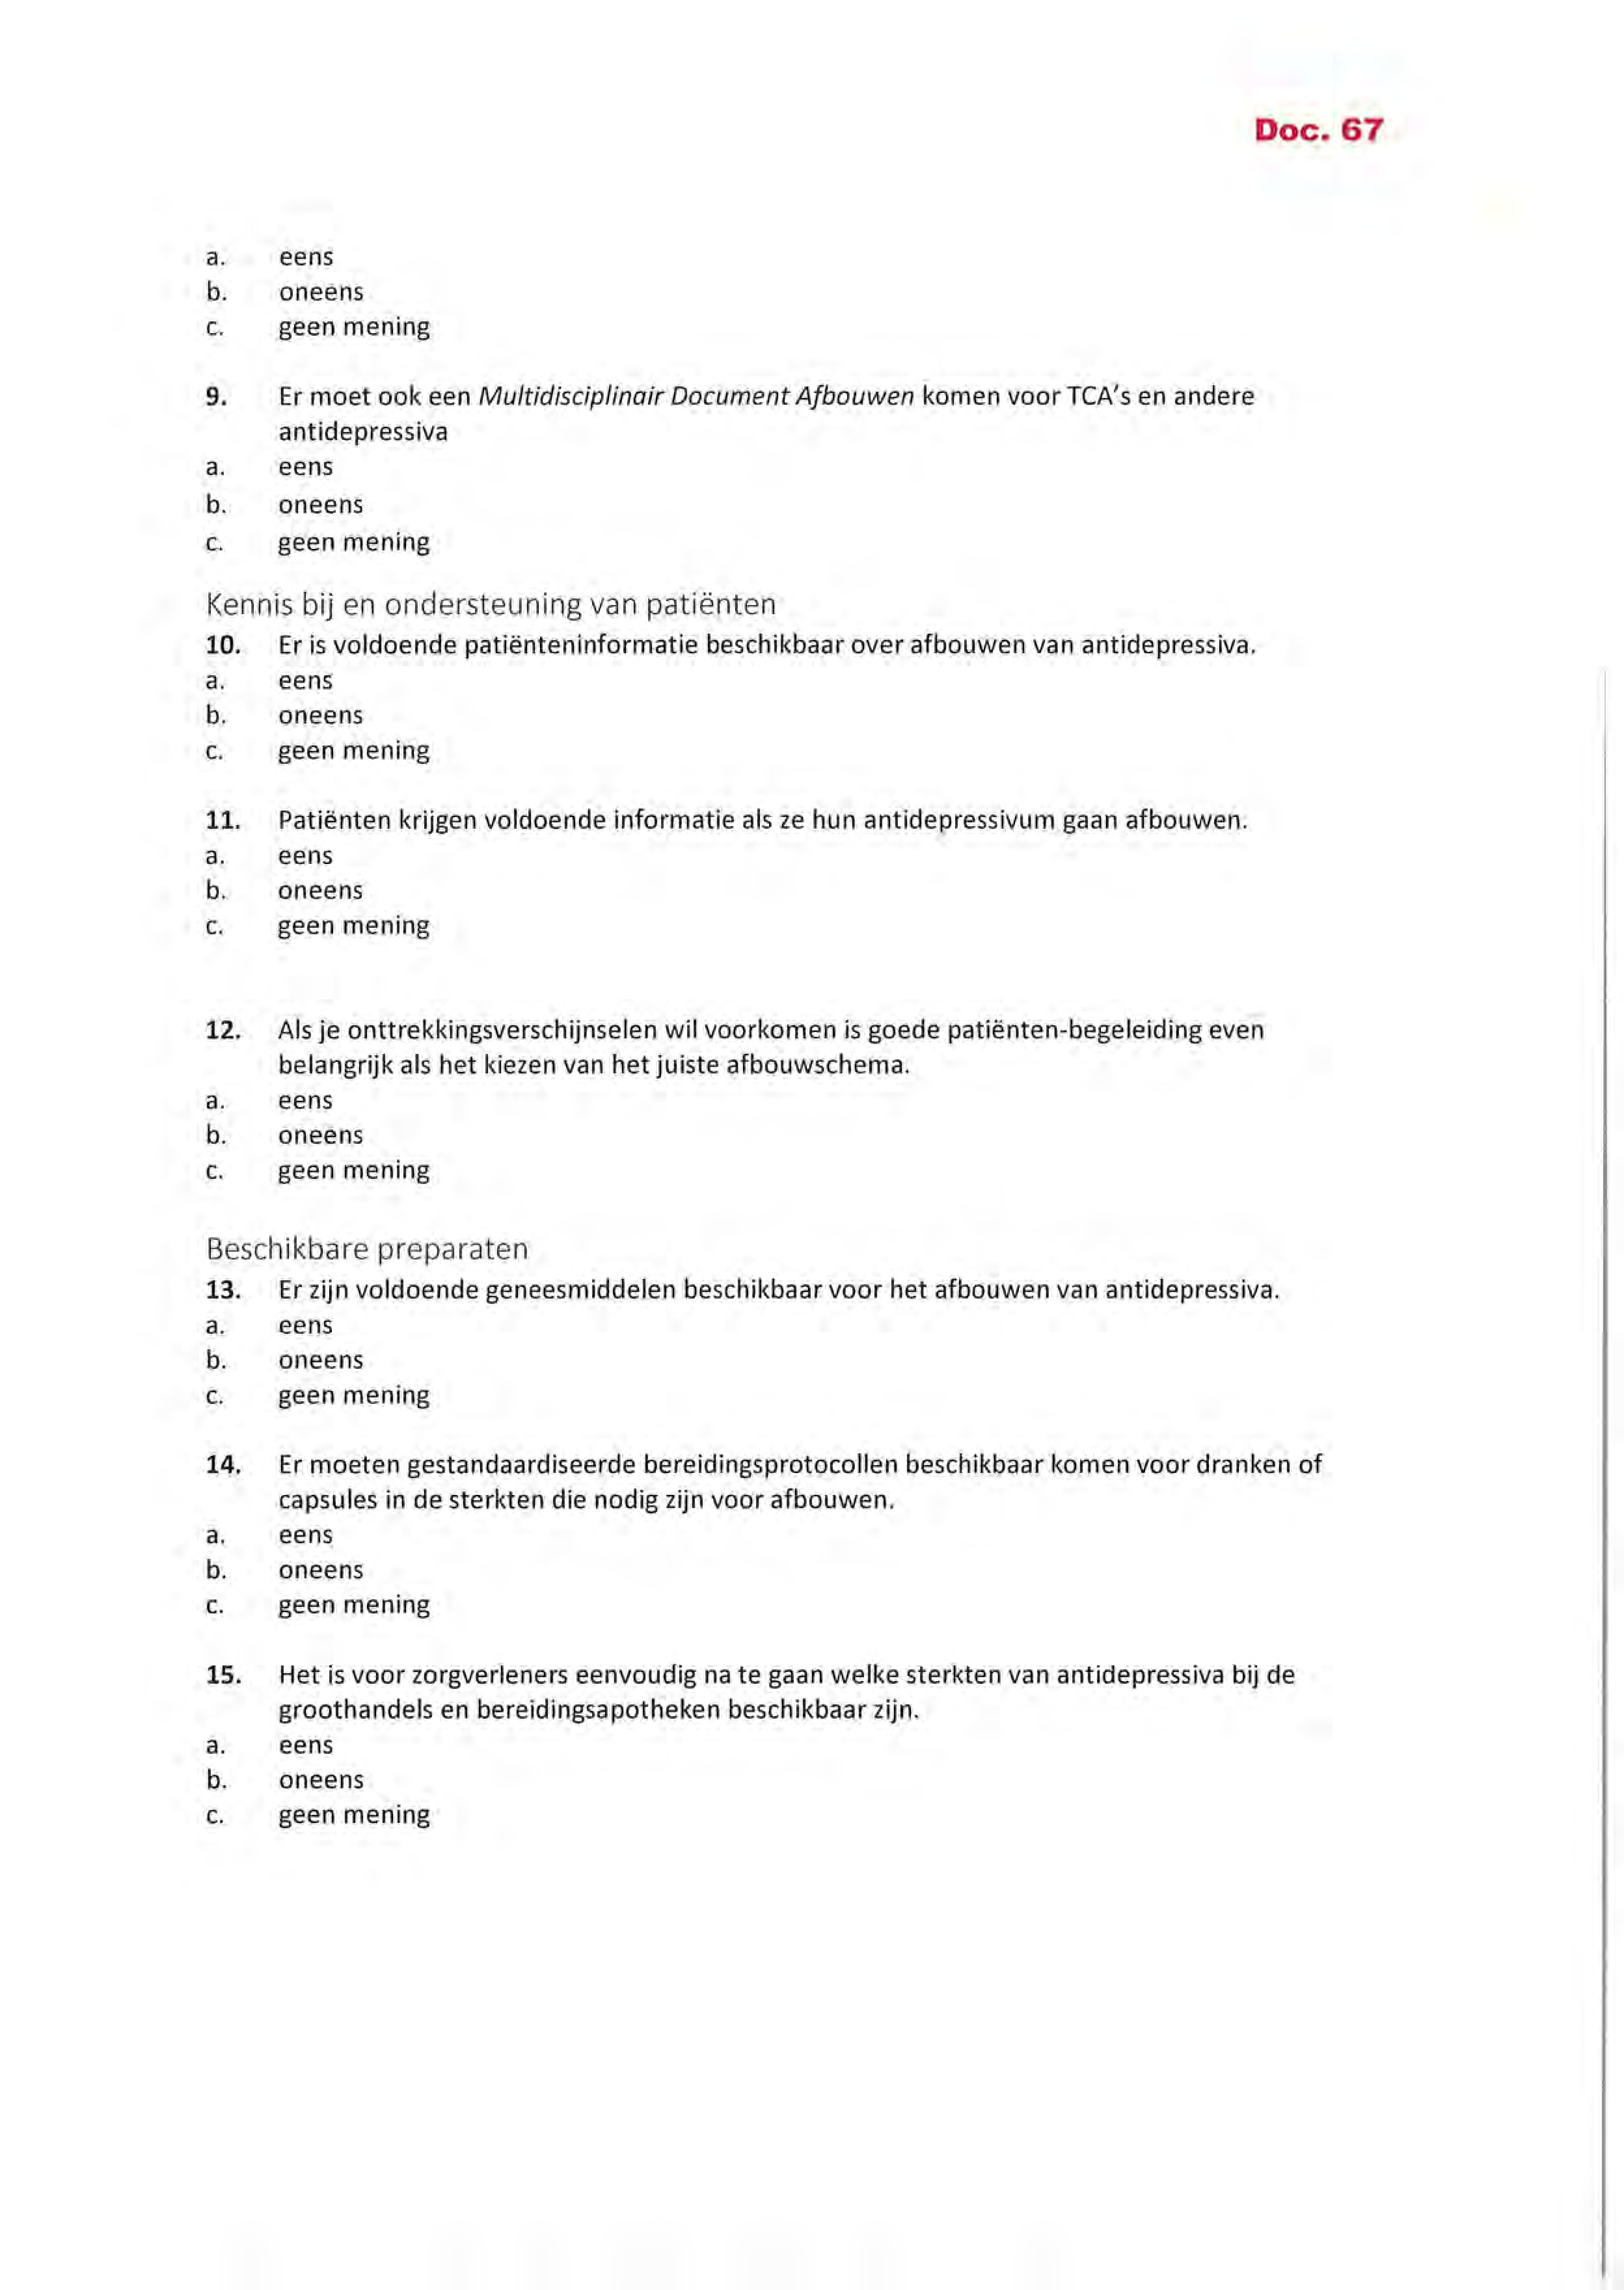 Doc. 67
a. eens
b. oneens
c. geen mening
9. Er moet ook een Multidisciplinair Document Afbouwen komen voor TCA's en andere
antidepressiva
a. eens
b. oneens
c. geen mening
Kennis bij en ondersteuning van patiënten
10. Er is voldoende patiënteninformatie beschikbaar over afbouwen van antidepressiva.
a. eens
b. oneens
c. geen mening
11. Patiënten krijgen voldoende informatie als ze hun antidepressivum gaan afbouwen.
a. eens
b. oneens
c. geen mening
12. Als je onttrekkingsverschijnselen wil voorkomen is goede patiënten-begeleiding even
belangrijk als het kiezen van het juiste afbouwschema.
a. eens
b. oneens
c. geen mening
Beschikbare preparaten
13. Er zijn voldoende geneesmiddelen beschikbaar voor het afbouwen van antidepressiva.
a. eens
b. oneens
c. geen mening
14. Er moeten gestandaardiseerde bereidingsprotocollen beschikbaar komen voor dranken of
capsules in de sterkten die nodig zijn voor afbouwen.
a. eens
b. oneens
c. geen mening
15. Het is voor zorgverleners eenvoudig na te gaan welke sterkten van antidepressiva bij de
groothandels en bereidingsapotheken beschikbaar zijn.
a. eens
b. oneens
c. geen mening